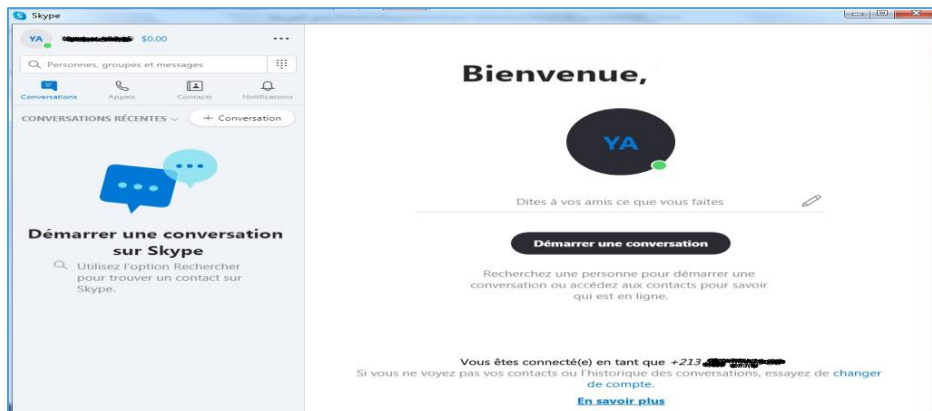 Skype
YA $0.00
Personnes, groupes et messages
Conversations Appels Contacts Notifications
CONVERSATIONS RÉCENTES + Conversation
Démarrer une conversation
sur Skype
Utilisez l'option Rechercher
pour trouver un contact sur
Skype.
Bienvenue,
YA
Dites à vos amis ce que vous faites
Démarrer une conversation
Recherchez une personne pour démarrer une
conversation ou accédez aux contacts pour savoir
qui est en ligne.
Vous êtes connecté(e) en tant que +213
Si vous ne voyez pas vos contacts ou l'historique des conversations, essayez de changer
de compte.
En savoir plus